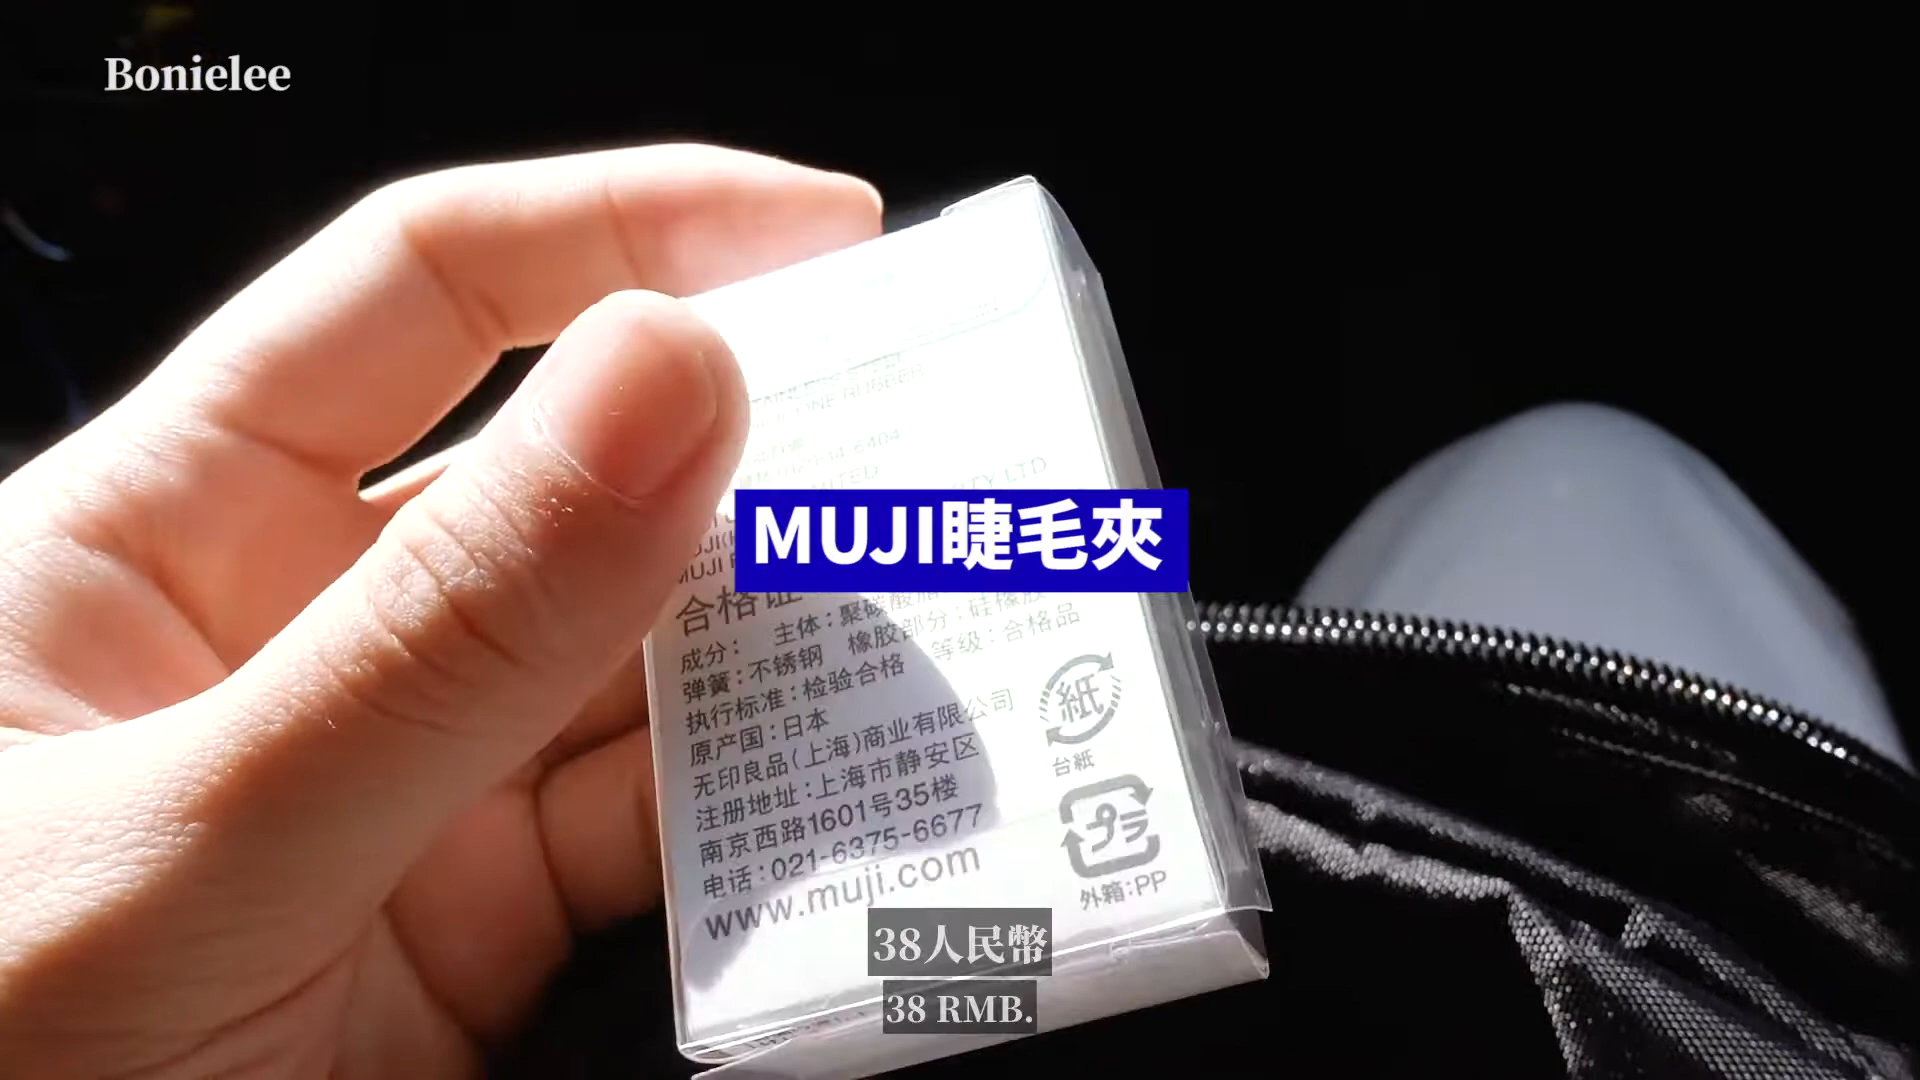 Bonielee
RUBBER
6404
LTD
MUJI睫毛夾
合格证
成分： 主体：聚碳酸脂
弹簧：不锈钢 橡胶部分：硅橡胶
执行标准：检验合格 等级：合格品
原产国：日本
无印良品(上海)商业有限公司
注册地址：上海市静安区
南京西路1601号35楼
电话：021-6375-6677
www.muji.com
紙
台紙
プラ
外箱：PP
38人民幣
38 RMB.